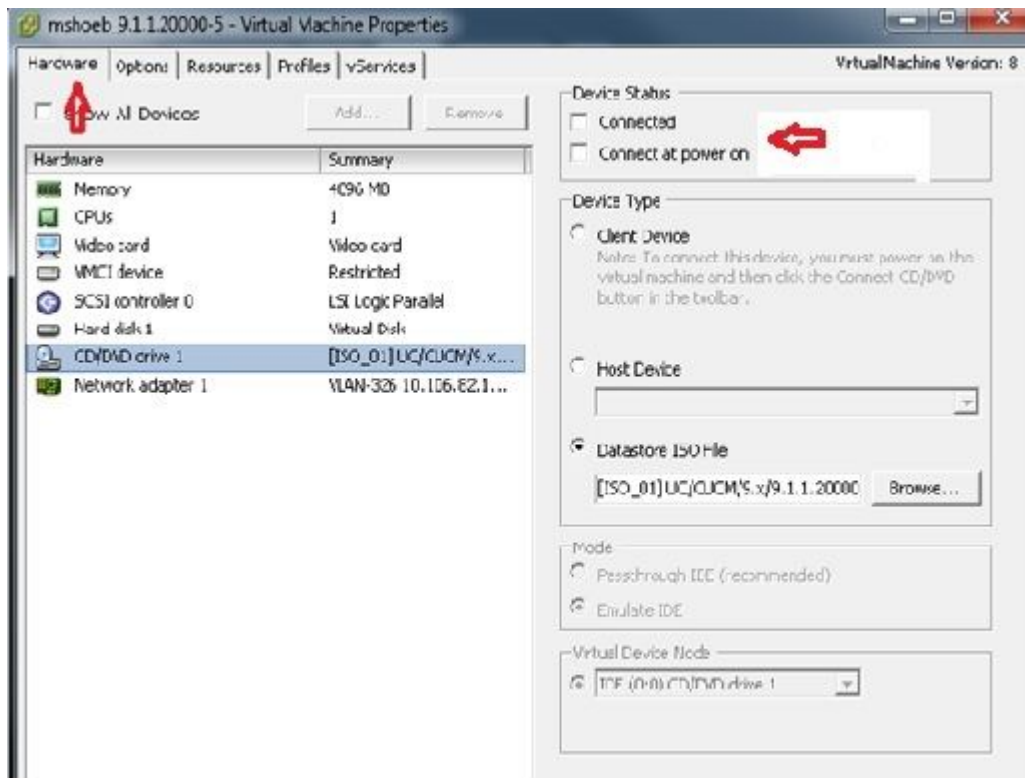 mshoeb_9.1.1.20000-5 - Virtual Machine Properties
Hardware Options Resources Profiles vServices
Virtual Machine Version: 8
Show All Devices
Add... Remove
Hardware Summary
Memory 4096 MB
CPUs 1
Video card Video card
VMCI device Restricted
SCSI controller 0 LSI Logic Parallel
Hard disk 1 Virtual Disk
CD/DVD drive 1 [ISO_01] UC/CUCM/9.x...
Network adapter 1 VLAN-326 10.106.82.1...
Device Status
Connected
Connect at power on
Device Type
Client Device
Note: To connect this device, you must power on the
virtual machine and then click the Connect CD/DVD
button in the toolbar.
Host Device
Datastore ISO File
[ISO_01] UC/CUCM/9.x/9.1.1.20000
Browse...
Mode
Passthrough IDE (recommended)
Emulate IDE
Virtual Device Node
IDE (0:0) CD/DVD drive 1